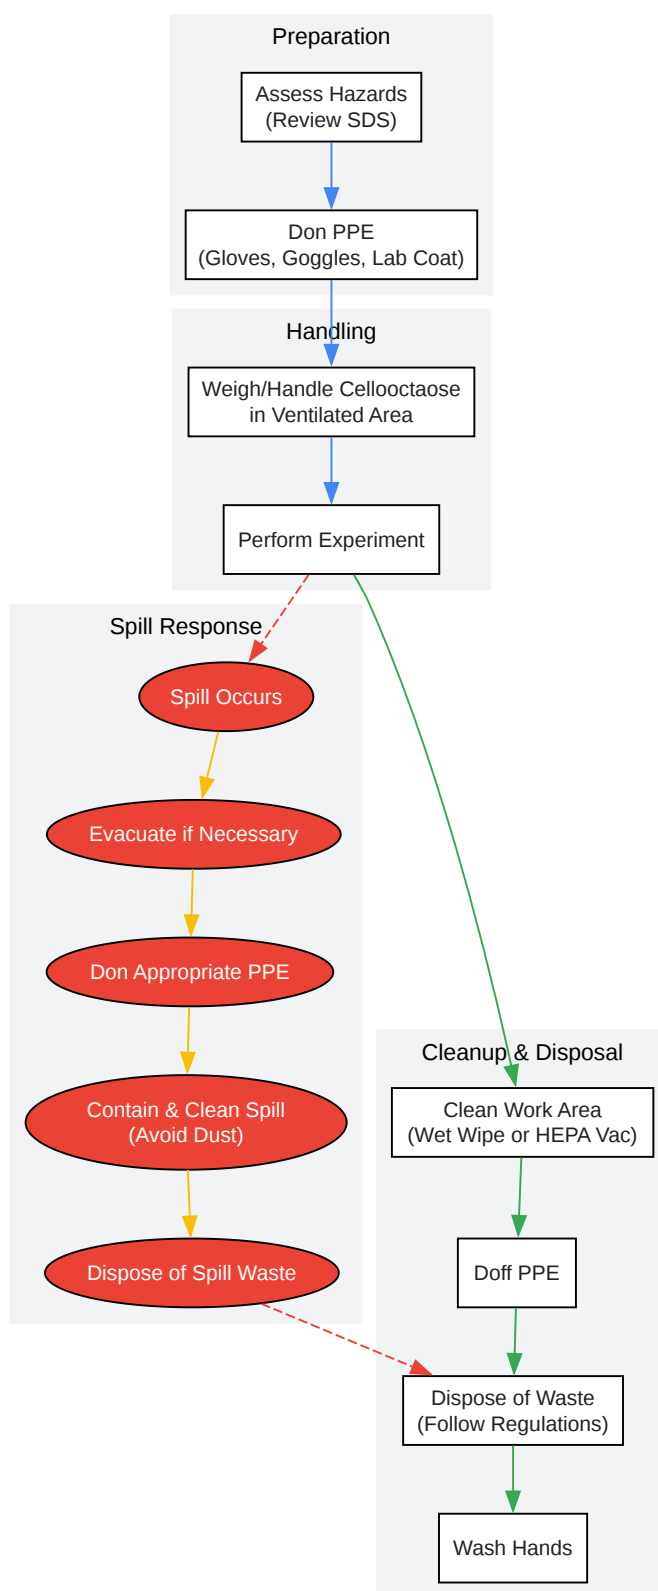 Preparation
Assess Hazards
(Review SDS)
Don PPE
(Gloves, Goggles, Lab Coat)
Handling
Weigh/Handle Cellooctaose
in Ventilated Area
Perform Experiment
Spill Response
Spill Occurs
Evacuate if Necessary
Don Appropriate PPE
Contain & Clean Spill
(Avoid Dust)
Dispose of Spill Waste
Cleanup & Disposal
Clean Work Area
(Wet Wipe or HEPA Vac)
Doff PPE
Dispose of Waste
(Follow Regulations)
Wash Hands